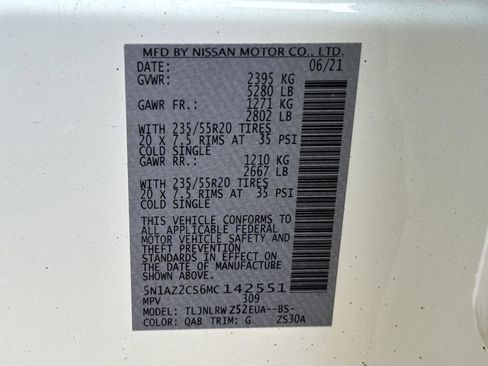 MFD BY NISSAN MOTOR CO., LTD.
DATE: 06/21
GVWR: 2395 KG
5280 LB
GAWR FR.: 1271 KG
2802 LB
WITH 235/55R20 TIRES
20 X 7.5 RIMS AT 35 PSI
COLD SINGLE
GAWR RR.: 1210 KG
2667 LB
WITH 235/55R20 TIRES
20 X 7.5 RIMS AT 35 PSI
COLD SINGLE
THIS VEHICLE CONFORMS TO
ALL APPLICABLE FEDERAL
MOTOR VEHICLE SAFETY AND
THEFT PREVENTION
STANDARDS IN EFFECT ON
THE DATE OF MANUFACTURE
SHOWN ABOVE.
5N1AZ2CS6MC142551
MPV 309
MODEL: TLJNLRW Z52EUA--BS-
COLOR: QAB TRIM: G ZS30A